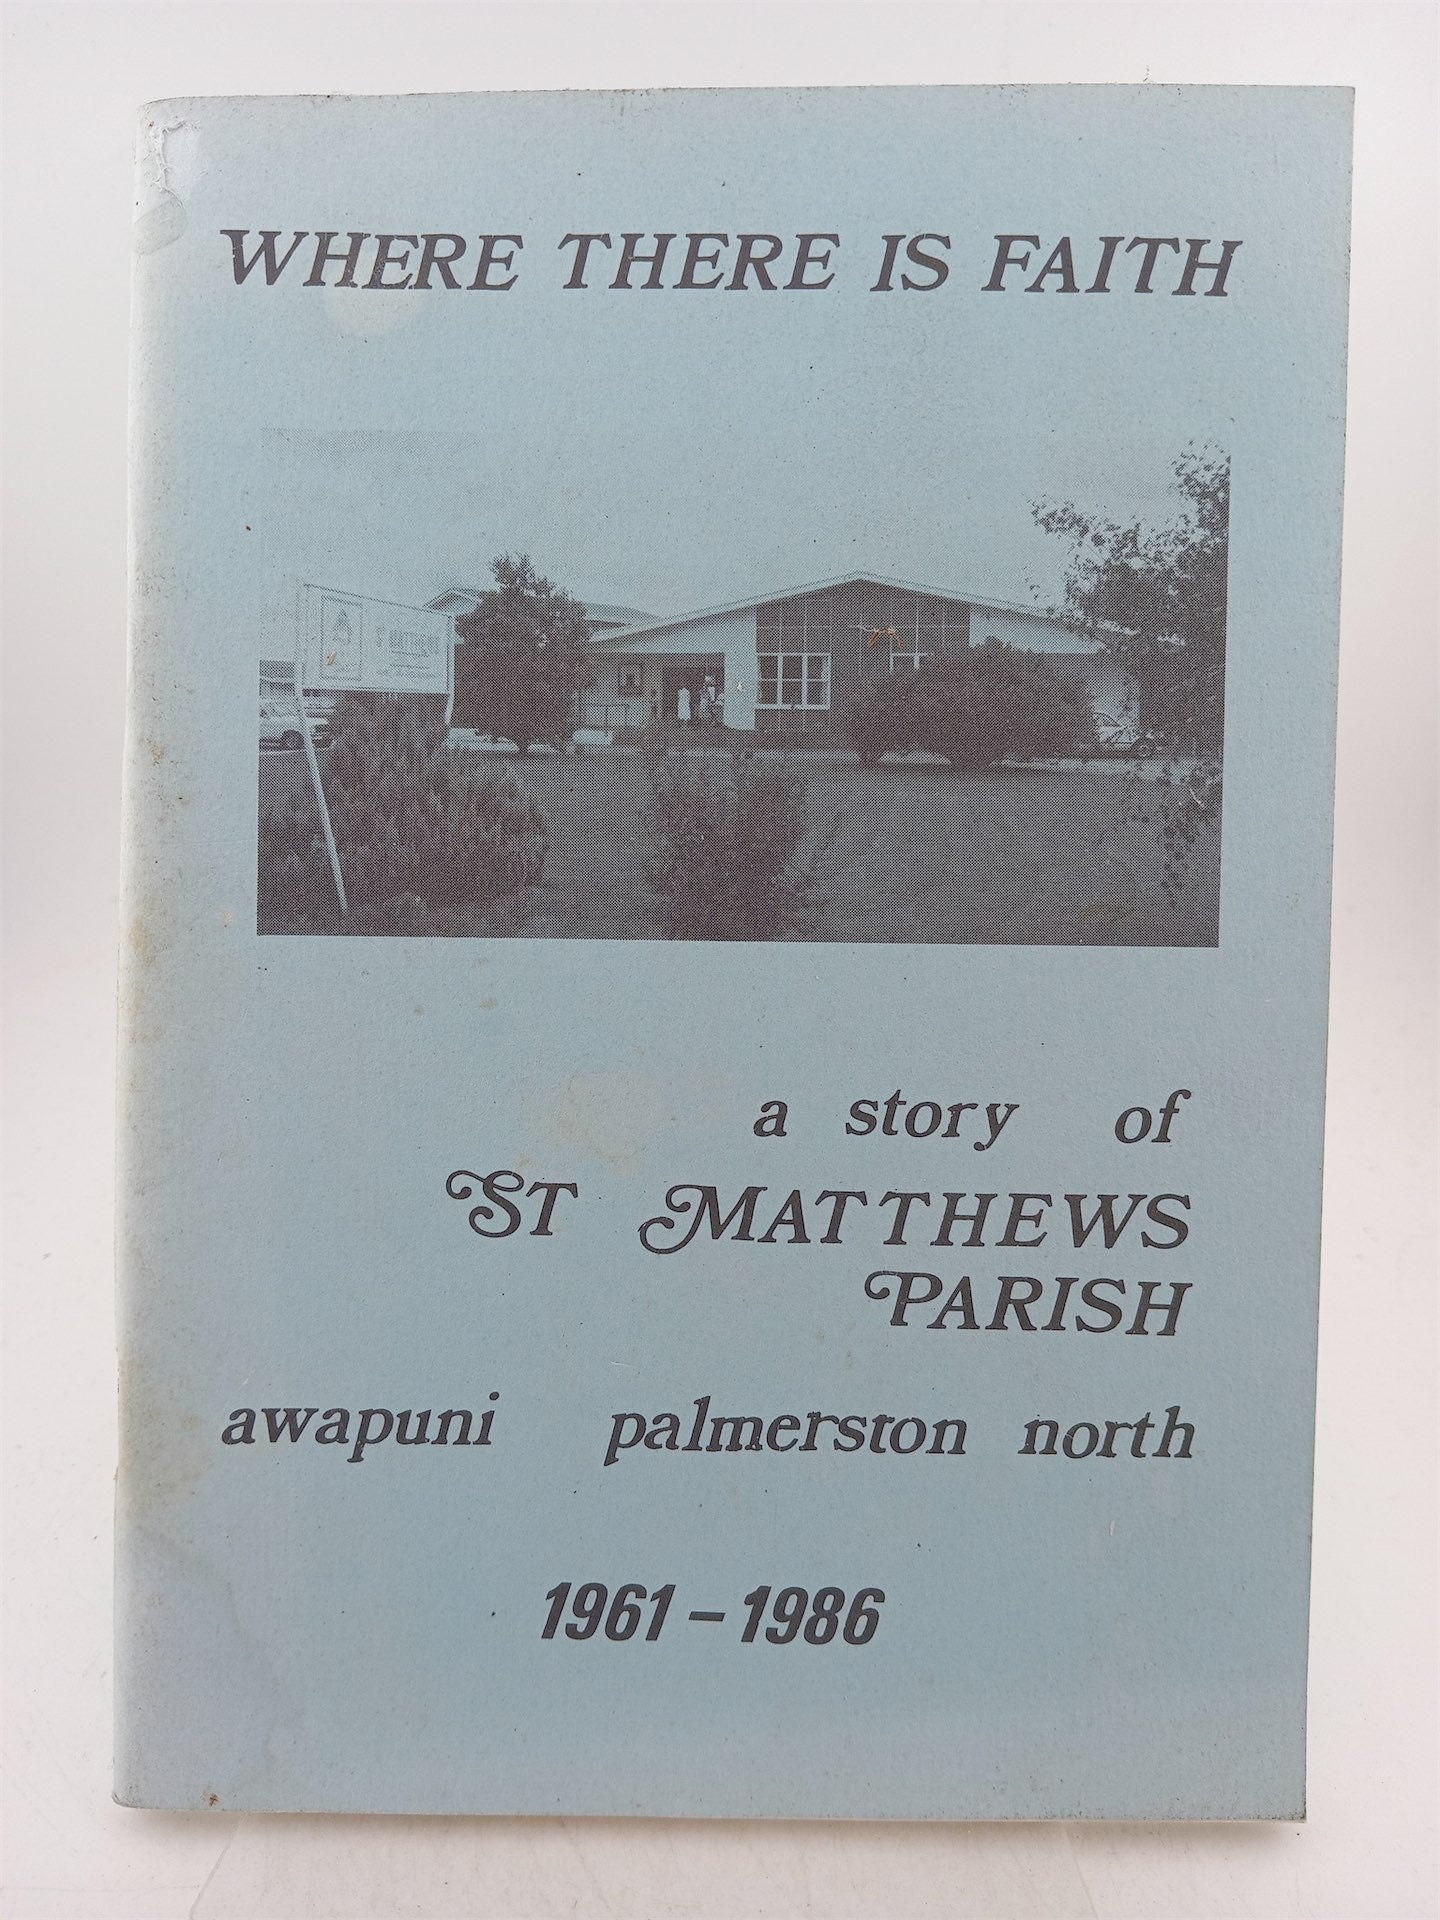 WHERE THERE IS FAITH
a story of
ST MATTHEWS
PARISH
awapuni palmerston north
1961-1986